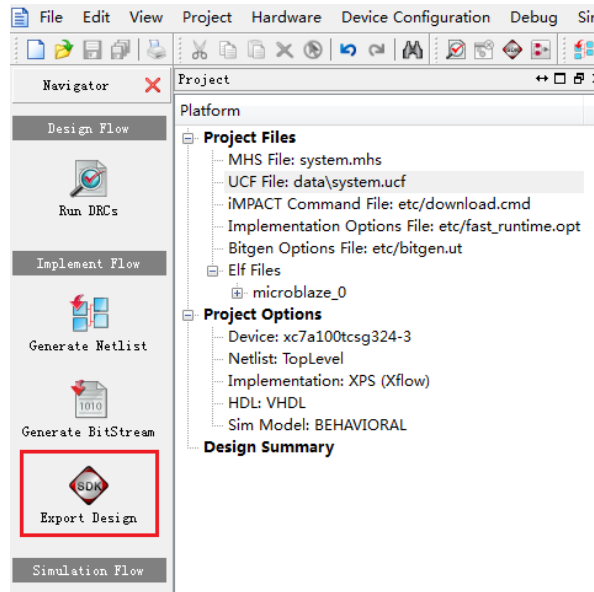 File Edit View Project Hardware Device Configuration Debug
Navigator
Project
Platform
Design Flow
Run DRCs
Implement Flow
Generate Netlist
1010
Generate BitStream
SDK
Export Design
Simulation Flow
Project Files
MHS File: system.mhs
UCF File: data\system.ucf
iMPACT Command File: etc/download.cmd
Implementation Options File: etc/fast_runtime.opt
Bitgen Options File: etc/bitgen.ut
Elf Files
microblaze_0
Project Options
Device: xc7a100tcsg324-3
Netlist: TopLevel
Implementation: XPS (Xflow)
HDL: VHDL
Sim Model: BEHAVIORAL
Design Summary